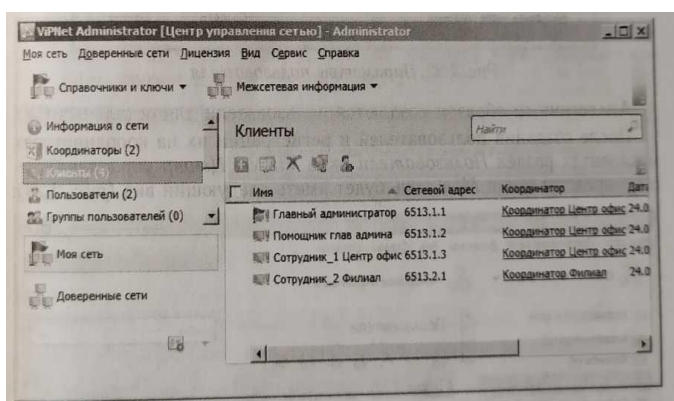 ViPNet Administrator [Центр управления сетью] - Administrator
Моя сеть Доверенные сети Лицензия Вид Сервис Справка
Справочники и ключи Межсетевая информация
Информация о сети
Координаторы (2)
Клиенты (4)
Пользователи (2)
Группы пользователей (0)
Моя сеть
Доверенные сети
Клиенты Найти
Имя Сетевой адрес Координатор Дата
Главный администратор 6513.1.1 Координатор Центр офис 24.0
Помощник глав админа 6513.1.2 Координатор Центр офис 24.0
Сотрудник_1 Центр офис 6513.1.3 Координатор Центр офис 24.0
Сотрудник_2 Филиал 6513.2.1 Координатор Филиал 24.0